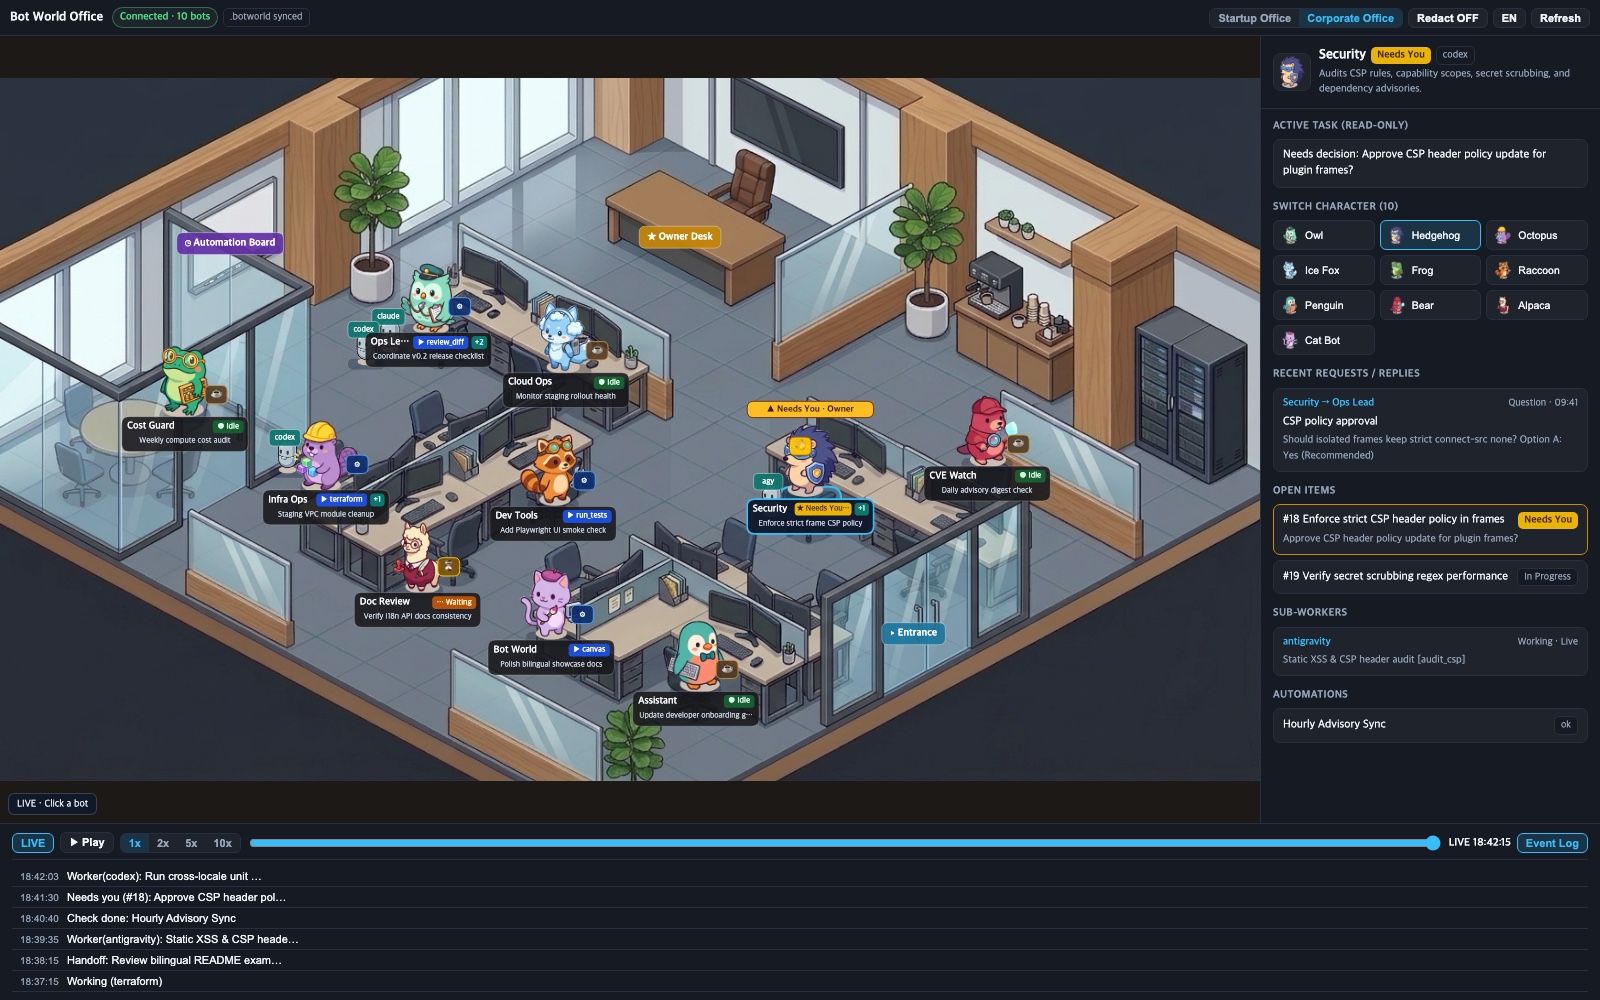 Bot World Office
Connected · 10 bots
.botworld synced
Startup Office
Corporate Office
Redact OFF
EN
Refresh
Automation Board
★ Owner Desk
claude
codex
Ops Le… ▶ review_diff +2
Coordinate v0.2 release checklist
Cloud Ops ● Idle
Monitor staging rollout health
Cost Guard ● Idle
Weekly compute cost audit
codex
Infra Ops ▶ terraform +1
Staging VPC module cleanup
Dev Tools ▶ run_tests
Add Playwright UI smoke check
▲ Needs You · Owner
agy
Security ★ Needs You… +1
Enforce strict frame CSP policy
CVE Watch ● Idle
Daily advisory digest check
Doc Review ··· Waiting
Verify i18n API docs consistency
Bot World ▶ canvas
Polish bilingual showcase docs
Assistant ● Idle
Update developer onboarding g…
Entrance
LIVE · Click a bot
Security Needs You codex
Audits CSP rules, capability scopes, secret scrubbing, and
dependency advisories.
ACTIVE TASK (READ-ONLY)
Needs decision: Approve CSP header policy update for
plugin frames?
SWITCH CHARACTER (10)
Owl
Hedgehog
Octopus
Ice Fox
Frog
Raccoon
Penguin
Bear
Alpaca
Cat Bot
RECENT REQUESTS / REPLIES
Security → Ops Lead Question · 09:41
CSP policy approval
Should isolated frames keep strict connect-src none? Option A:
Yes (Recommended)
OPEN ITEMS
#18 Enforce strict CSP header policy in frames Needs You
Approve CSP header policy update for plugin frames?
#19 Verify secret scrubbing regex performance In Progress
SUB-WORKERS
antigravity Working · Live
Static XSS & CSP header audit [audit_csp]
AUTOMATIONS
Hourly Advisory Sync ok
LIVE
▶ Play
1x 2x 5x 10x
LIVE 18:42:15
Event Log
18:42:03 Worker(codex): Run cross-locale unit …
18:41:30 Needs you (#18): Approve CSP header pol…
18:40:40 Check done: Hourly Advisory Sync
18:39:35 Worker(antigravity): Static XSS & CSP heade…
18:38:15 Handoff: Review bilingual README exam…
18:37:15 Working (terraform)